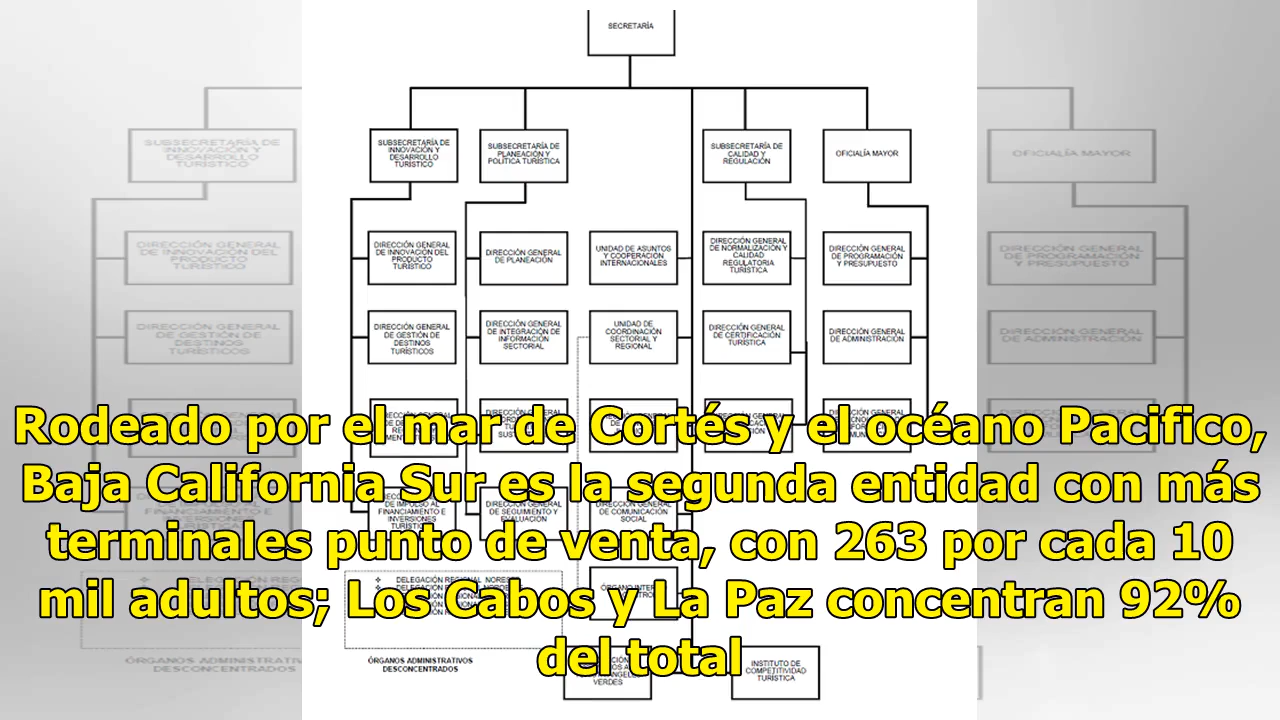 SECRETARÍA
SUBSECRETARÍA DE
INNOVACIÓN Y
DESARROLLO
TURÍSTICO
SUBSECRETARÍA DE
PLANEACIÓN Y
POLÍTICA TURÍSTICA
SUBSECRETARÍA DE
CALIDAD Y
REGULACIÓN
OFICIALÍA MAYOR
DIRECCIÓN GENERAL
DE INNOVACIÓN DEL
PRODUCTO
TURÍSTICO
DIRECCIÓN GENERAL
DE PLANEACIÓN
UNIDAD DE ASUNTOS
Y COOPERACIÓN
INTERNACIONALES
DIRECCIÓN GENERAL
DE NORMALIZACIÓN Y
CALIDAD
REGULATORIA
TURÍSTICA
DIRECCIÓN GENERAL
DE PROGRAMACIÓN
Y PRESUPUESTO
DIRECCIÓN GENERAL
DE GESTIÓN DE
DESTINOS
TURÍSTICOS
DIRECCIÓN GENERAL
DE INTEGRACIÓN DE
INFORMACIÓN
SECTORIAL
UNIDAD DE
COORDINACIÓN
SECTORIAL Y
REGIONAL
DIRECCIÓN GENERAL
DE CERTIFICACIÓN
TURÍSTICA
DIRECCIÓN GENERAL
DE ADMINISTRACIÓN
Rodeado por el mar de Cortés y el océano Pacifico,
Baja California Sur es la segunda entidad con más
terminales punto de venta, con 263 por cada 10
mil adultos; Los Cabos y La Paz concentran 92%
del total
DE IMPULSO AL
FINANCIAMIENTO E
INVERSIONES
DIRECCIÓN GENERAL
DE SEGUIMIENTO
Y EVALUACIÓN
DIRECCIÓN GENERAL
DE COMUNICACIÓN
SOCIAL
DELEGACIÓN REGIONAL
ÓRGANOS ADMINISTRATIVOS
DESCONCENTRADOS
VERDES
INSTITUTO DE
COMPETITIVIDAD
TURÍSTICA